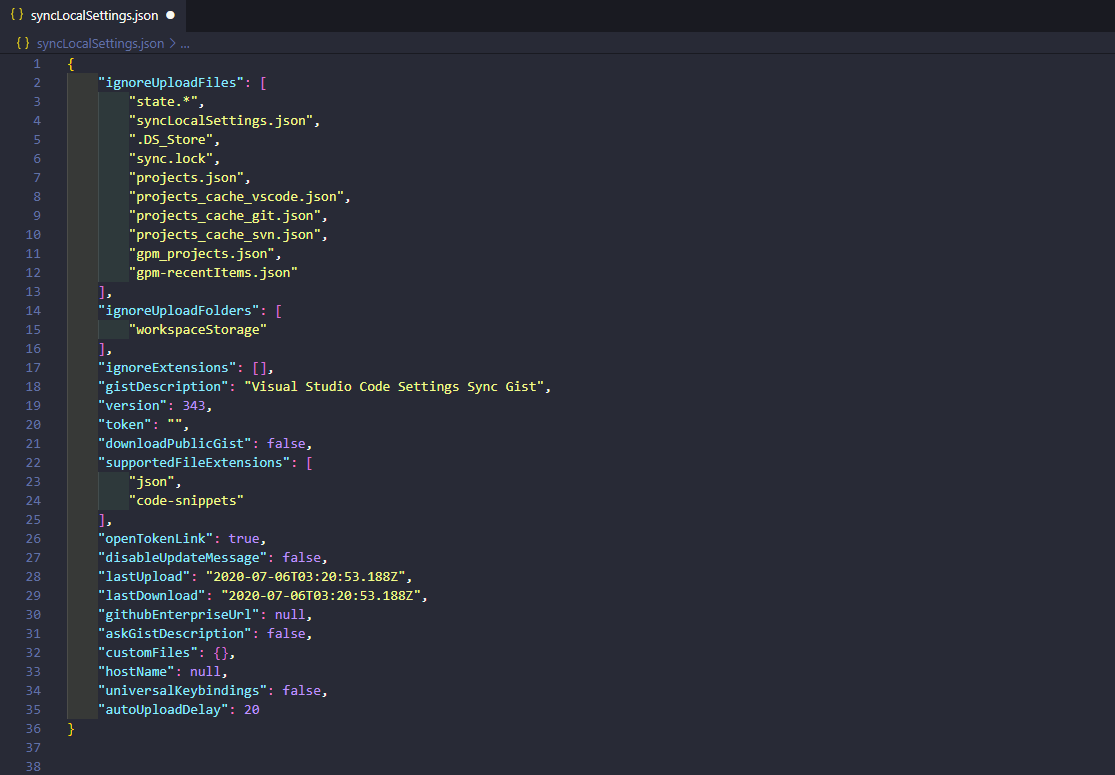 {} syncLocalSettings.json ●
{} syncLocalSettings.json > ...
1 {
2 "ignoreUploadFiles": [
3 "state.*",
4 "syncLocalSettings.json",
5 ".DS_Store",
6 "sync.lock",
7 "projects.json",
8 "projects_cache_vscode.json",
9 "projects_cache_git.json",
10 "projects_cache_svn.json",
11 "gpm_projects.json",
12 "gpm-recentItems.json"
13 ],
14 "ignoreUploadFolders": [
15 "workspaceStorage"
16 ],
17 "ignoreExtensions": [],
18 "gistDescription": "Visual Studio Code Settings Sync Gist",
19 "version": 343,
20 "token": "",
21 "downloadPublicGist": false,
22 "supportedFileExtensions": [
23 "json",
24 "code-snippets"
25 ],
26 "openTokenLink": true,
27 "disableUpdateMessage": false,
28 "lastUpload": "2020-07-06T03:20:53.188Z",
29 "lastDownload": "2020-07-06T03:20:53.188Z",
30 "githubEnterpriseUrl": null,
31 "askGistDescription": false,
32 "customFiles": {},
33 "hostName": null,
34 "universalKeybindings": false,
35 "autoUploadDelay": 20
36 }
37
38